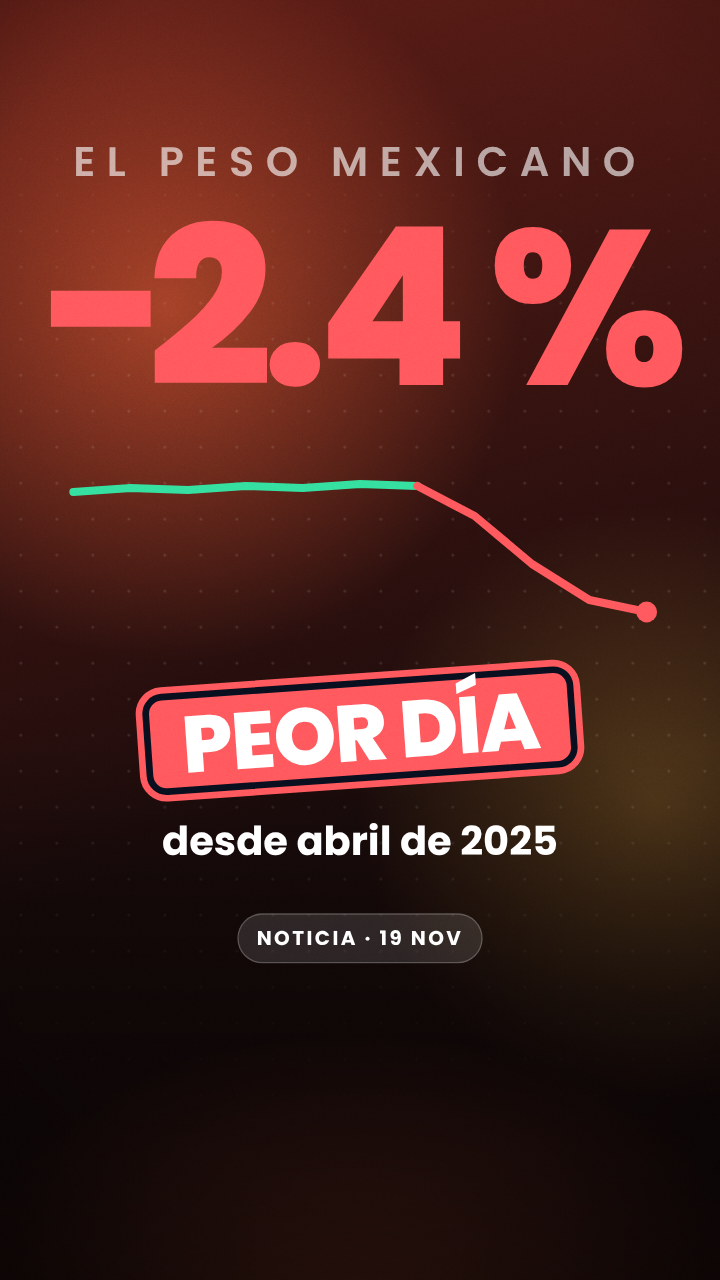 EL PESO MEXICANO
-2.4%
PEOR DÍA
desde abril de 2025
NOTICIA · 19 NOV